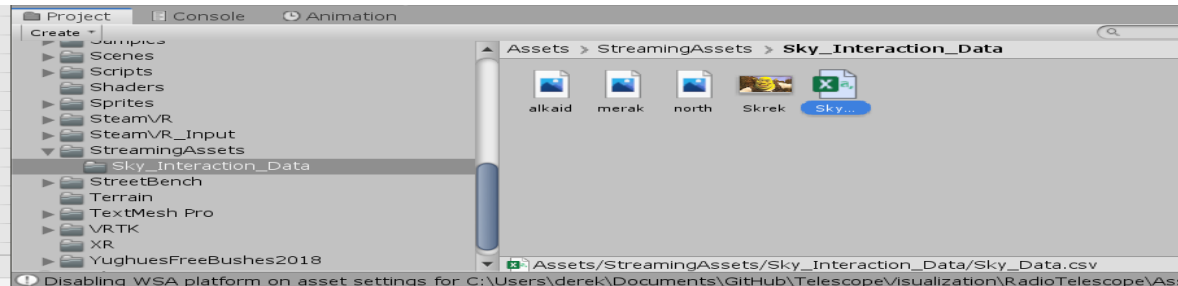 Project Console Animation
Create
Samples
Scenes
Scripts
Shaders
Sprites
SteamVR
SteamVR_Input
StreamingAssets
Sky_Interaction_Data
StreetBench
Terrain
TextMesh Pro
VRTK
XR
YughuesFreeBushes2018
Assets > StreamingAssets > Sky_Interaction_Data
alkaid merak north Skrek Sky...
Assets/StreamingAssets/Sky_Interaction_Data/Sky_Data.csv
Disabling WSA platform on asset settings for C:\Users\derek\Documents\GitHub\TelescopeVisualization\RadioTelescope\Ass